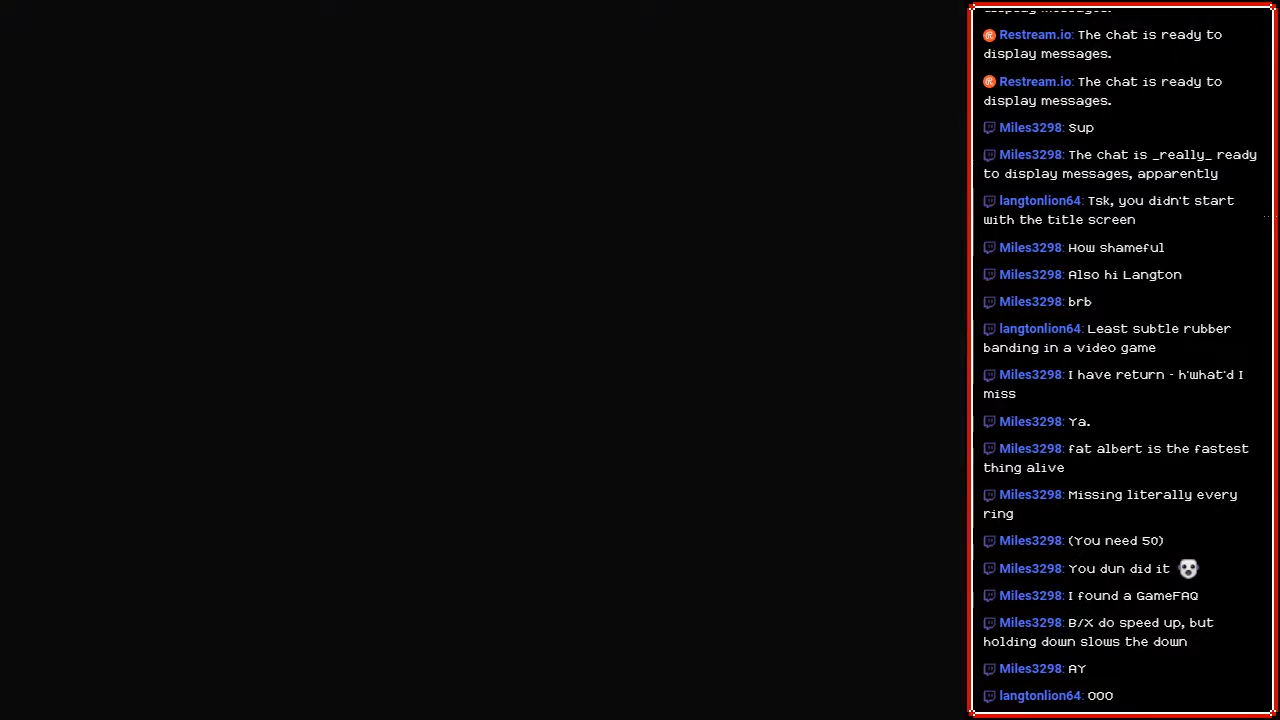 display messages.
Restream.io: The chat is ready to
display messages.
Restream.io: The chat is ready to
display messages.
Miles3298: Sup
Miles3298: The chat is _really_ ready
to display messages, apparently
langtonlion64: Tsk, you didn't start
with the title screen
Miles3298: How shameful
Miles3298: Also hi Langton
Miles3298: brb
langtonlion64: Least subtle rubber
banding in a video game
Miles3298: I have return - h'what'd I
miss
Miles3298: Ya.
Miles3298: fat albert is the fastest
thing alive
Miles3298: Missing literally every
ring
Miles3298: (You need 50)
Miles3298: You dun did it
Miles3298: I found a GameFAQ
Miles3298: B/X do speed up, but
holding down slows the down
Miles3298: AY
langtonlion64: OOO